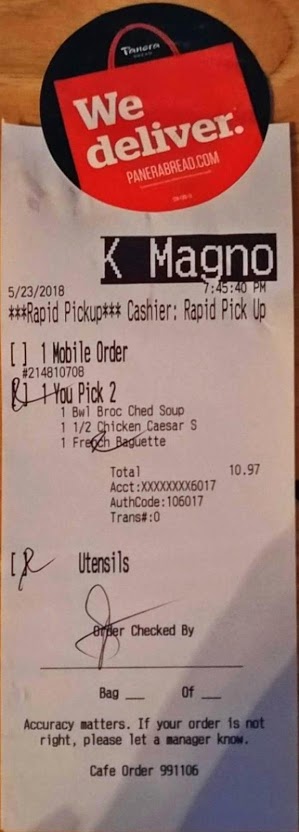 Panera
BREAD
We
deliver.
PANERABREAD.COM
K Magno
5/23/2018 7:45:40 PM
***Rapid Pickup*** Cashier: Rapid Pick Up
[ ] 1 Mobile Order
#214810708
[ ] 1 You Pick 2
1 Bwl Broc Ched Soup
1 1/2 Chicken Caesar S
1 French Baguette
Total 10.97
Acct:XXXXXXXX6017
AuthCode:106017
Trans#:0
[ ] Utensils
Order Checked By
Bag ___ Of ___
Accuracy matters. If your order is not
right, please let a manager know.
Cafe Order 991106